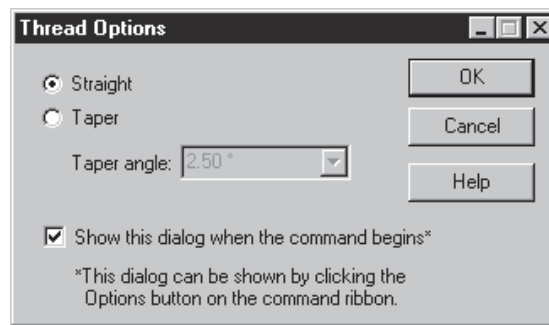 Thread Options
Straight
OK
Taper
Cancel
Taper angle: 2.50 °
Help
Show this dialog when the command begins*
*This dialog can be shown by clicking the
Options button on the command ribbon.